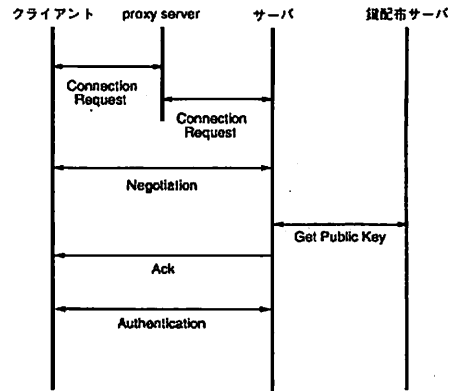 クライアント proxy server サーバ 鍵配布サーバ
Connection
Request
Connection
Request
Negotiation
Get Public Key
Ack
Authentication